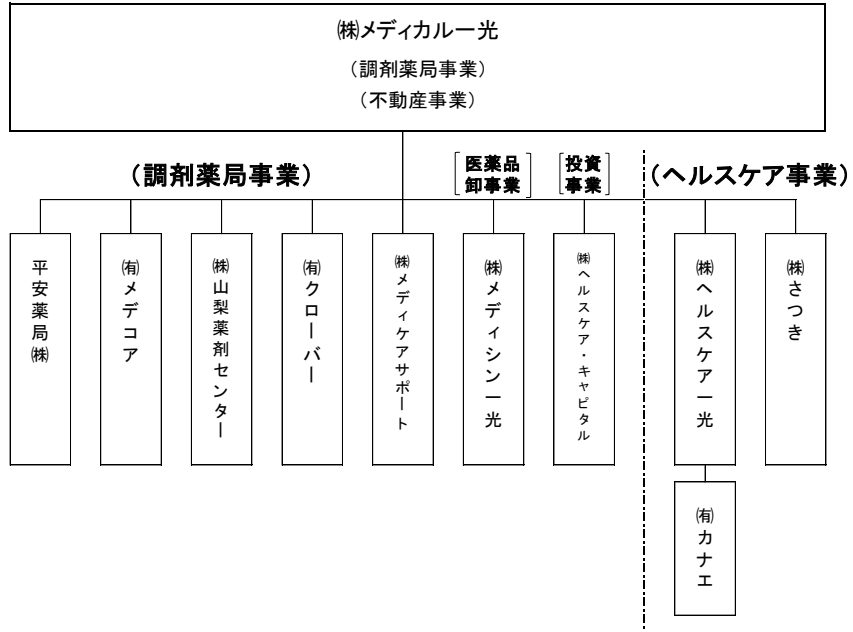 ㈱メディカル一光
（調剤薬局事業）
（不動産事業）
（調剤薬局事業）
医薬品
卸事業
投資
事業
（ヘルスケア事業）
平安薬局㈱
㈲メデコア
㈱山梨薬剤センター
㈲クローバー
㈱メディケアサポート
㈱メディシン一光
㈱ヘルスケア・キャピタル
㈱ヘルスケア一光
㈱さつき
㈲カナエ